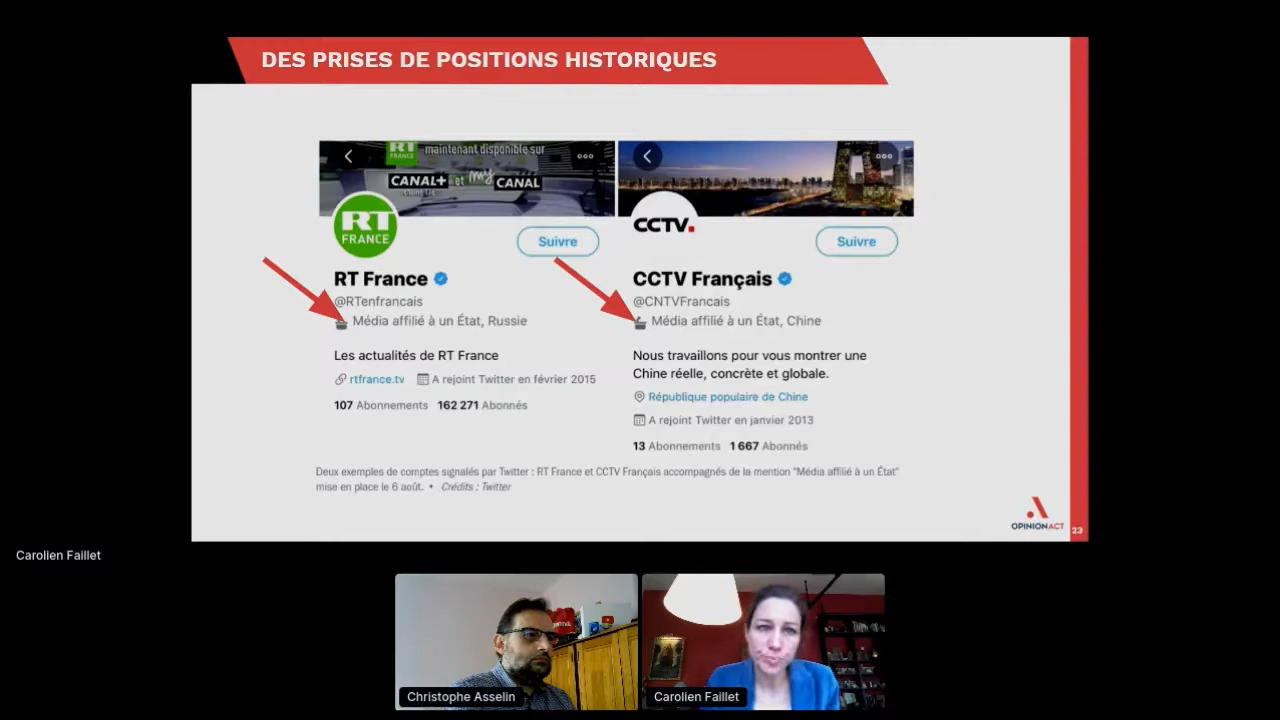 DES PRISES DE POSITIONS HISTORIQUES
RT
FRANCE
maintenant disponible sur
CANAL+ et my CANAL
RT
FRANCE
Suivre
RT France
@RTenfrancais
Média affilié à un État, Russie
Les actualités de RT France
rtfrance.tv A rejoint Twitter en février 2015
107 Abonnements 162 271 Abonnés
CCTV.
Suivre
CCTV Français
@CNTVFrancais
Média affilié à un État, Chine
Nous travaillons pour vous montrer une
Chine réelle, concrète et globale.
République populaire de Chine
A rejoint Twitter en janvier 2013
13 Abonnements 1 667 Abonnés
Deux exemples de comptes signalés par Twitter : RT France et CCTV Français accompagnés de la mention "Média affilié à un État"
mise en place le 6 août. • Crédits : Twitter
OPINIONACT
23
Carolien Faillet
Christophe Asselin
Carolien Faillet